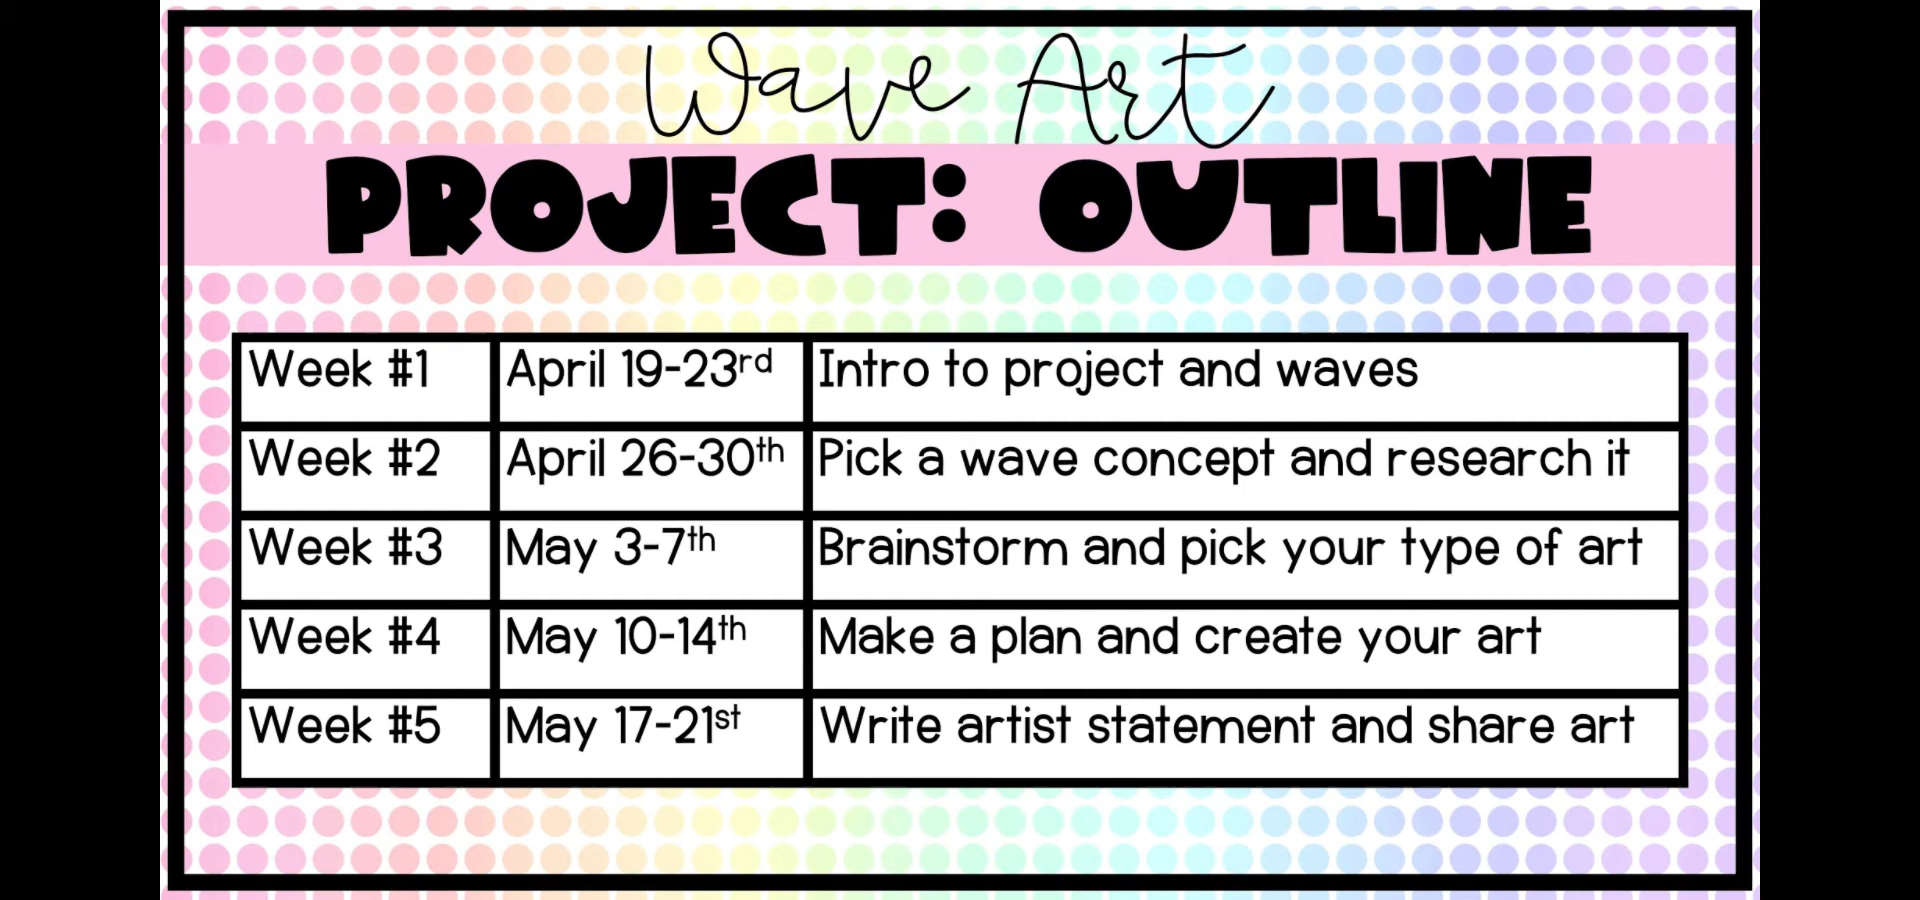 Wave Art
PROJECT: OUTLINE
Week #1 April 19-23rd Intro to project and waves
Week #2 April 26-30th Pick a wave concept and research it
Week #3 May 3-7th Brainstorm and pick your type of art
Week #4 May 10-14th Make a plan and create your art
Week #5 May 17-21st Write artist statement and share art